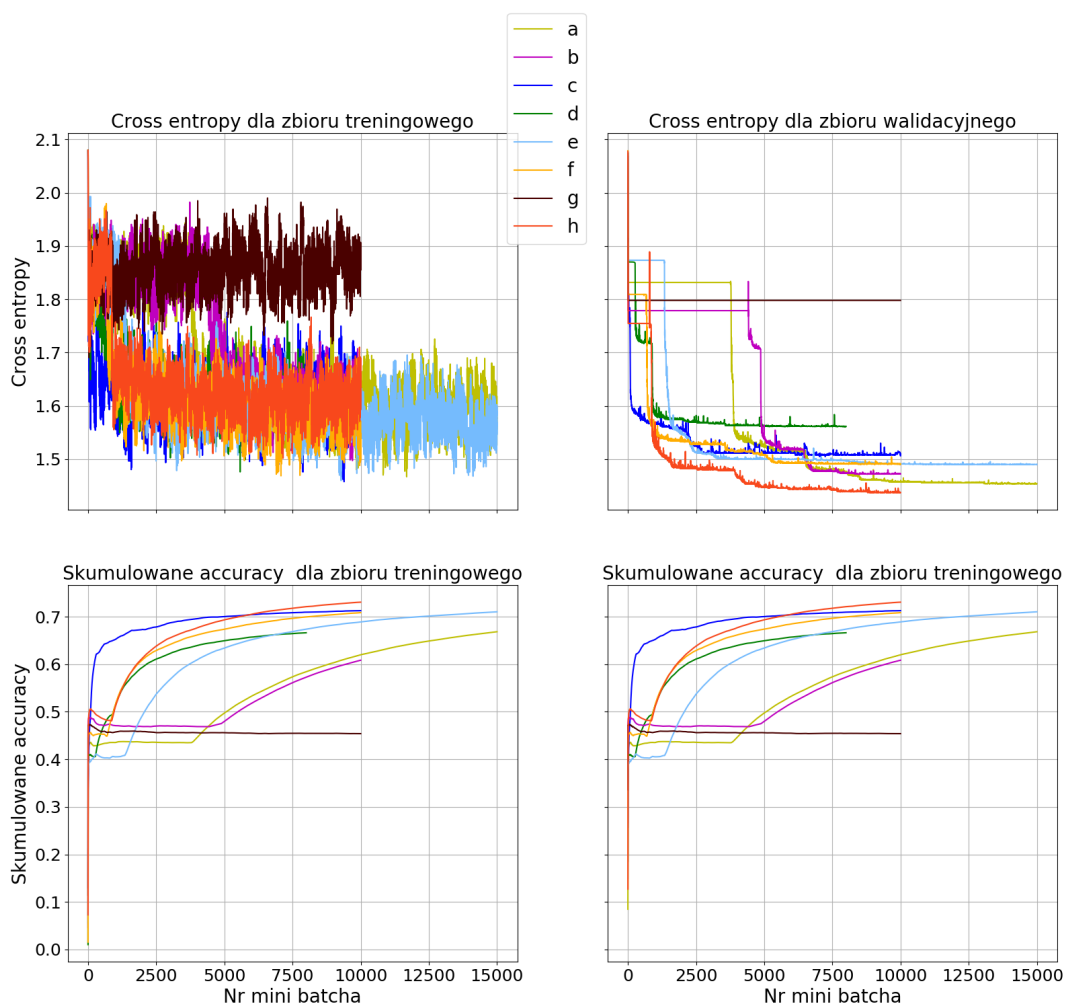 a
b
c
d
e
f
g
h
Cross entropy dla zbioru treningowego
Cross entropy
2.1
2.0
1.9
1.8
1.7
1.6
1.5
Cross entropy dla zbioru walidacyjnego
Skumulowane accuracy  dla zbioru treningowego
Skumulowane accuracy
0.7
0.6
0.5
0.4
0.3
0.2
0.1
0.0
0 2500 5000 7500 10000 12500 15000
Nr mini batcha
Skumulowane accuracy  dla zbioru treningowego
0 2500 5000 7500 10000 12500 15000
Nr mini batcha